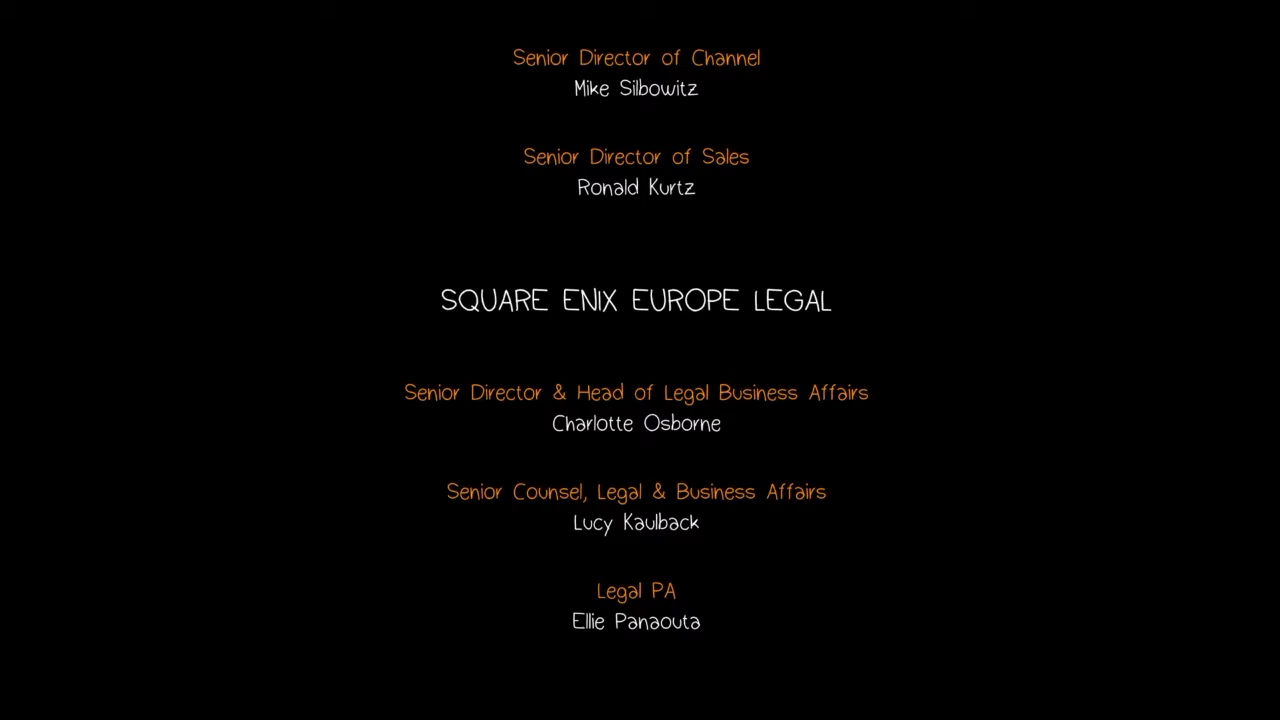 Senior Director of Channel
Mike Silbowitz
Senior Director of Sales
Ronald Kurtz
SQUARE ENIX EUROPE LEGAL
Senior Director & Head of Legal Business Affairs
Charlotte Osborne
Senior Counsel, Legal & Business Affairs
Lucy Kaulback
Legal PA
Ellie Panaouta